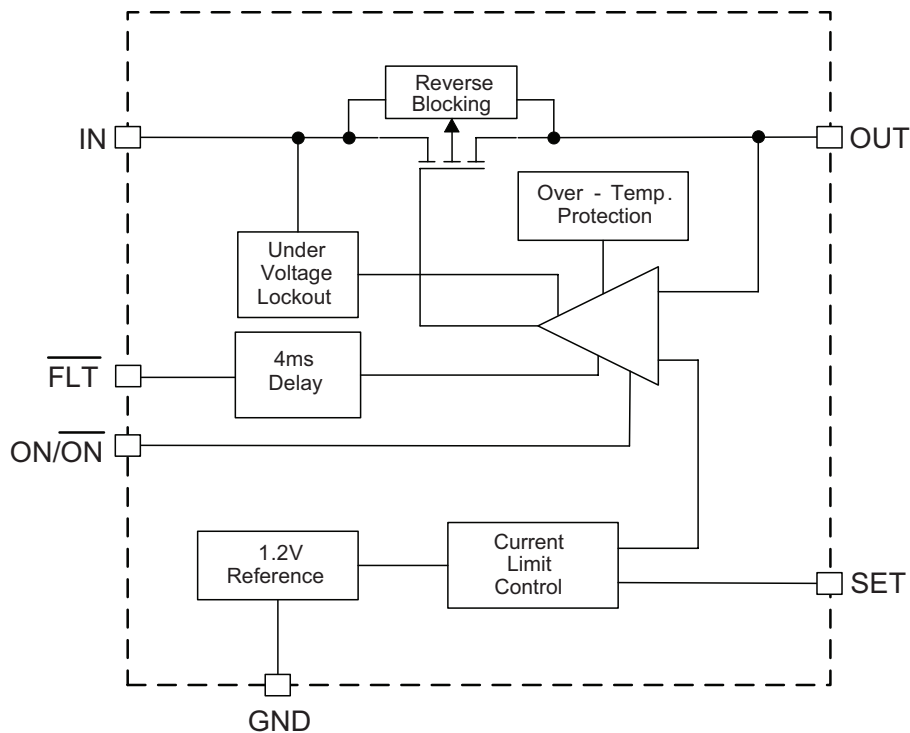 Reverse
Blocking
IN
OUT
Over - Temp.
Protection
Under
Voltage
Lockout
FLT
4ms
Delay
ON/ON
1.2V
Reference
Current
Limit
Control
SET
GND